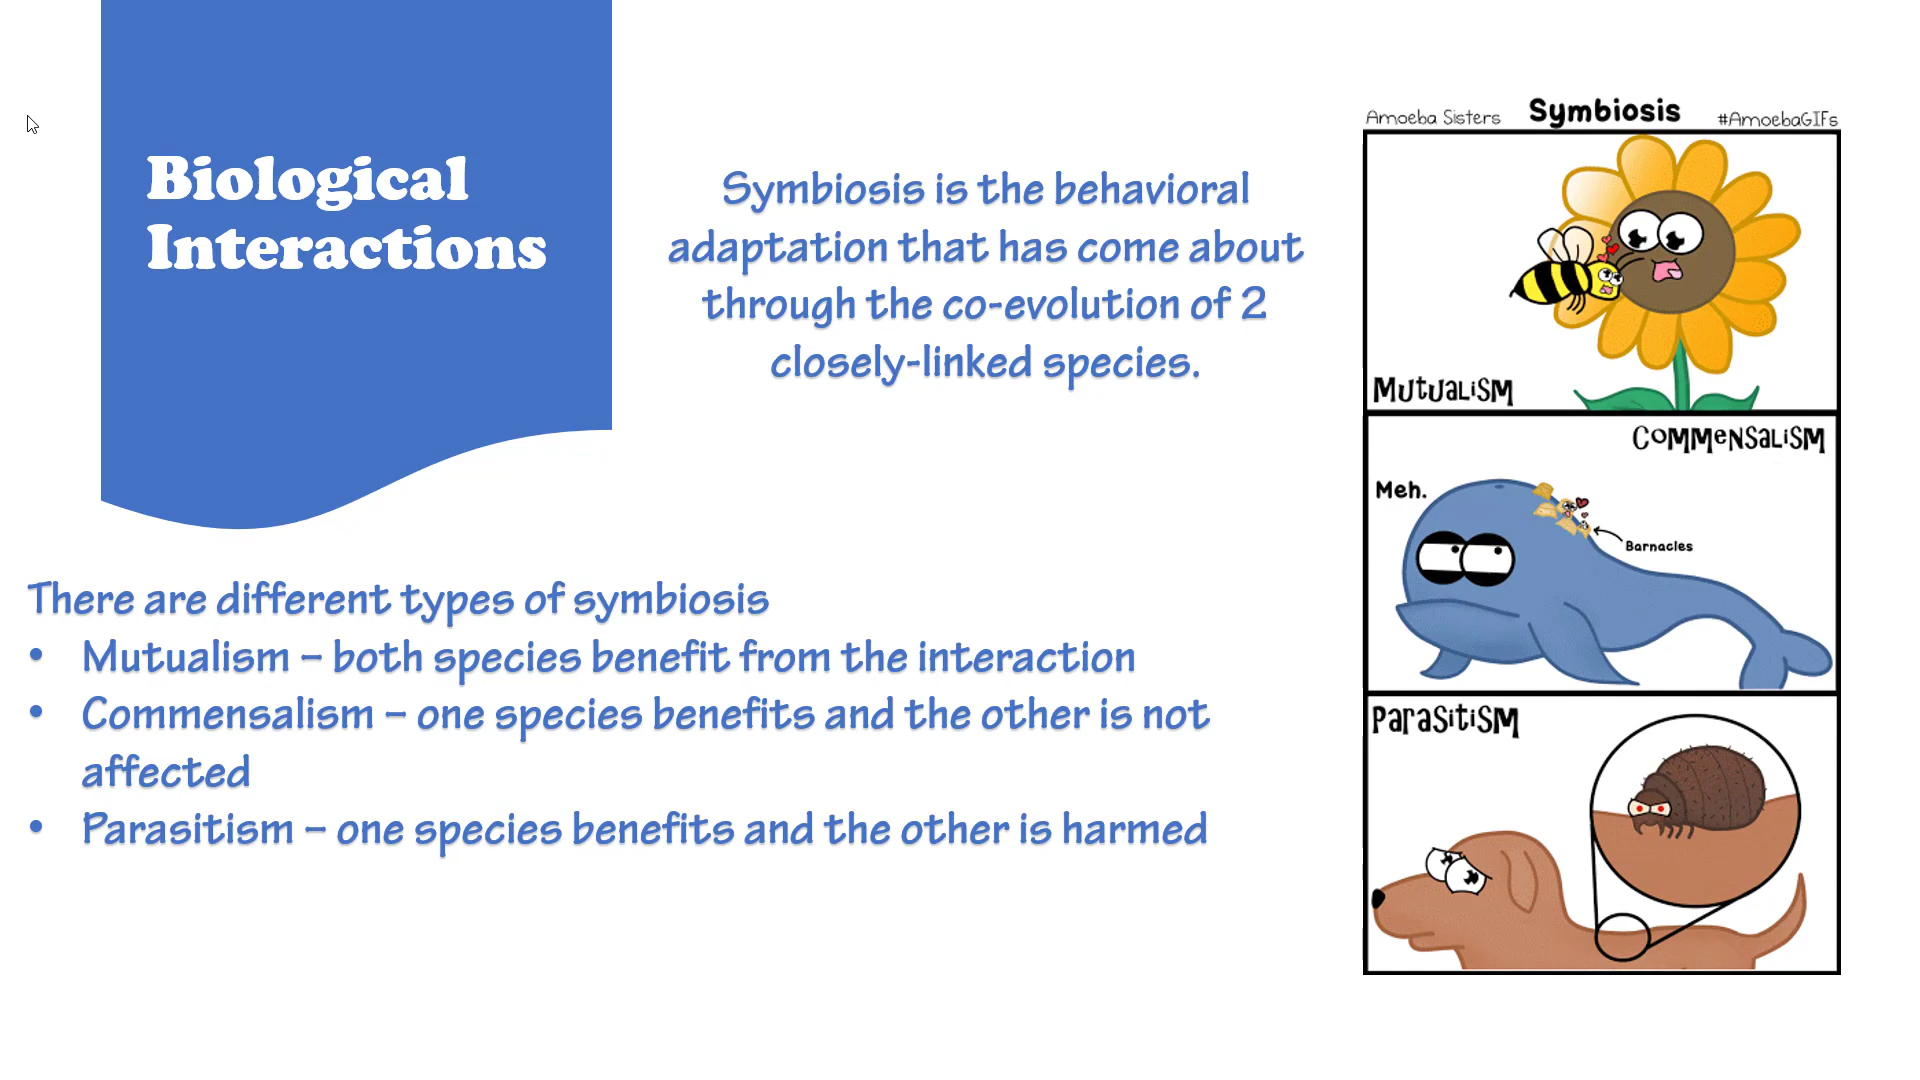 Biological
Interactions
Symbiosis is the behavioral
adaptation that has come about
through the co-evolution of 2
closely-linked species.
There are different types of symbiosis
• Mutualism – both species benefit from the interaction
• Commensalism – one species benefits and the other is not
affected
• Parasitism – one species benefits and the other is harmed
Amoeba Sisters Symbiosis #AmoebaGIFs
Mutualism
Commensalism
Meh.
Barnacles
Parasitism